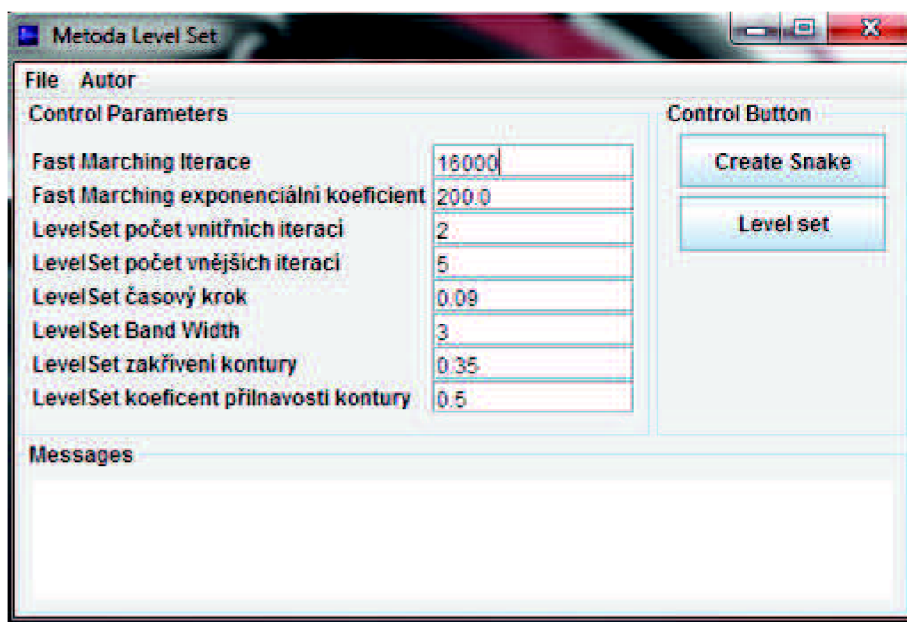 Metoda Level Set
File Autor
Control Parameters
Fast Marching Iterace 16000
Fast Marching exponenciální koeficient 200.0
LevelSet počet vnitřních iterací 2
LevelSet počet vnějších iterací 5
LevelSet časový krok 0.09
LevelSet Band Width 3
LevelSet zakřivení kontury 0.35
LevelSet koeficent přilnavosti kontury 0.5
Control Button
Create Snake
Level set
Messages